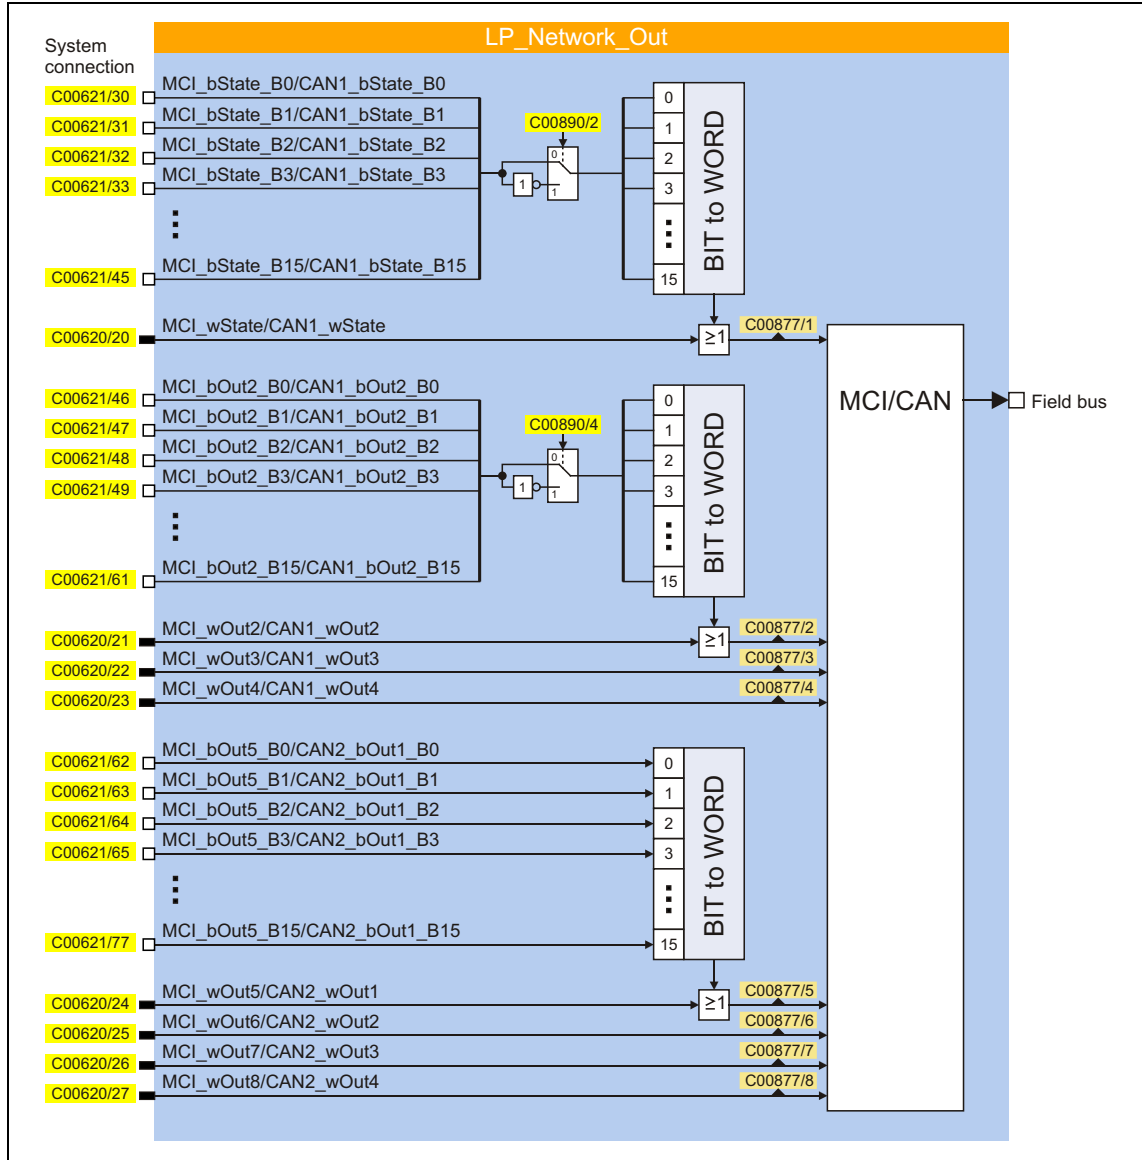 LP_Network_Out
System
connection
C00621/30 MCI_bState_B0/CAN1_bState_B0 0
C00621/31 MCI_bState_B1/CAN1_bState_B1 C00890/2 1
C00621/32 MCI_bState_B2/CAN1_bState_B2 0 2
C00621/33 MCI_bState_B3/CAN1_bState_B3 1 1 3
BIT to WORD
C00621/45 MCI_bState_B15/CAN1_bState_B15 15
C00620/20 MCI_wState/CAN1_wState ≥1 C00877/1
C00621/46 MCI_bOut2_B0/CAN1_bOut2_B0 0
MCI/CAN Field bus
C00621/47 MCI_bOut2_B1/CAN1_bOut2_B1 C00890/4 1
C00621/48 MCI_bOut2_B2/CAN1_bOut2_B2 0 2
C00621/49 MCI_bOut2_B3/CAN1_bOut2_B3 1 1 3
BIT to WORD
C00621/61 MCI_bOut2_B15/CAN1_bOut2_B15 15
C00620/21 MCI_wOut2/CAN1_wOut2 ≥1 C00877/2
C00620/22 MCI_wOut3/CAN1_wOut3 C00877/3
C00620/23 MCI_wOut4/CAN1_wOut4 C00877/4
C00621/62 MCI_bOut5_B0/CAN2_bOut1_B0 0
C00621/63 MCI_bOut5_B1/CAN2_bOut1_B1 1
C00621/64 MCI_bOut5_B2/CAN2_bOut1_B2 2
C00621/65 MCI_bOut5_B3/CAN2_bOut1_B3 3
BIT to WORD
C00621/77 MCI_bOut5_B15/CAN2_bOut1_B15 15
C00620/24 MCI_wOut5/CAN2_wOut1 ≥1 C00877/5
C00620/25 MCI_wOut6/CAN2_wOut2 C00877/6
C00620/26 MCI_wOut7/CAN2_wOut3 C00877/7
C00620/27 MCI_wOut8/CAN2_wOut4 C00877/8